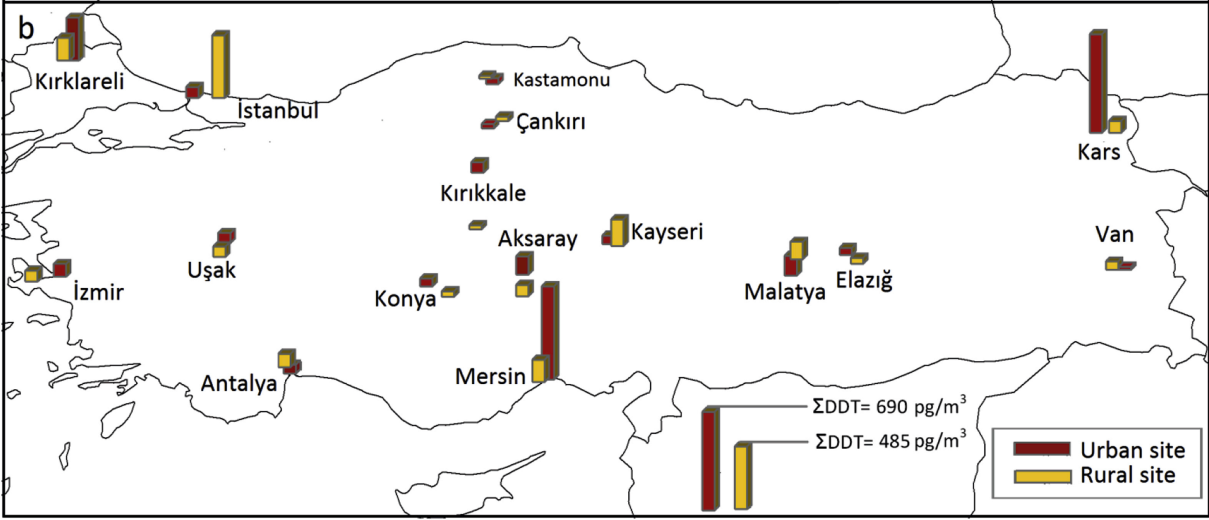 b
Kırklareli
İstanbul
Kastamonu
Çankırı
Kars
Kırıkkale
Aksaray
Kayseri
Van
Uşak
İzmir
Konya
Malatya
Elazığ
Antalya
Mersin
ΣDDT= 690 pg/m³
ΣDDT= 485 pg/m³
Urban site
Rural site